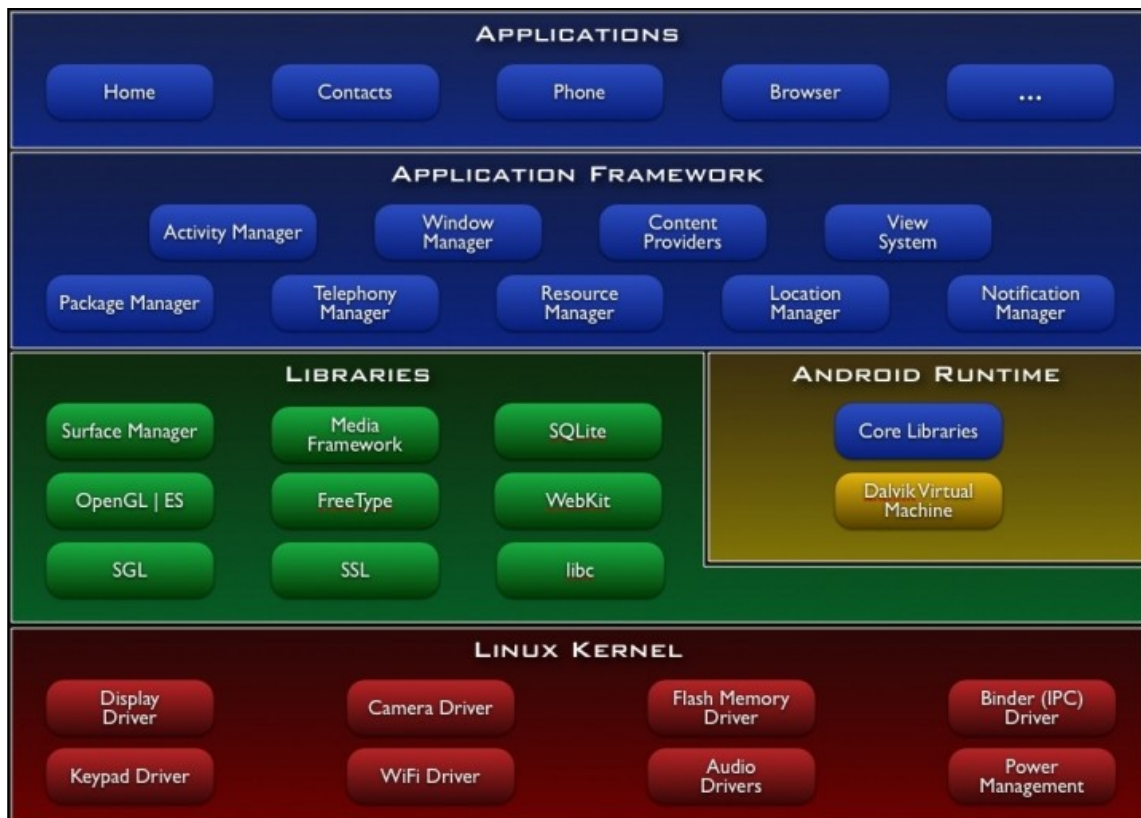 APPLICATIONS
Home
Contacts
Phone
Browser
...
APPLICATION FRAMEWORK
Activity Manager
Window
Manager
Content
Providers
View
System
Package Manager
Telephony
Manager
Resource
Manager
Location
Manager
Notification
Manager
LIBRARIES
Surface Manager
Media
Framework
SQLite
OpenGL | ES
FreeType
WebKit
SGL
SSL
libc
ANDROID RUNTIME
Core Libraries
Dalvik Virtual
Machine
LINUX KERNEL
Display
Driver
Camera Driver
Flash Memory
Driver
Binder (IPC)
Driver
Keypad Driver
WiFi Driver
Audio
Drivers
Power
Management